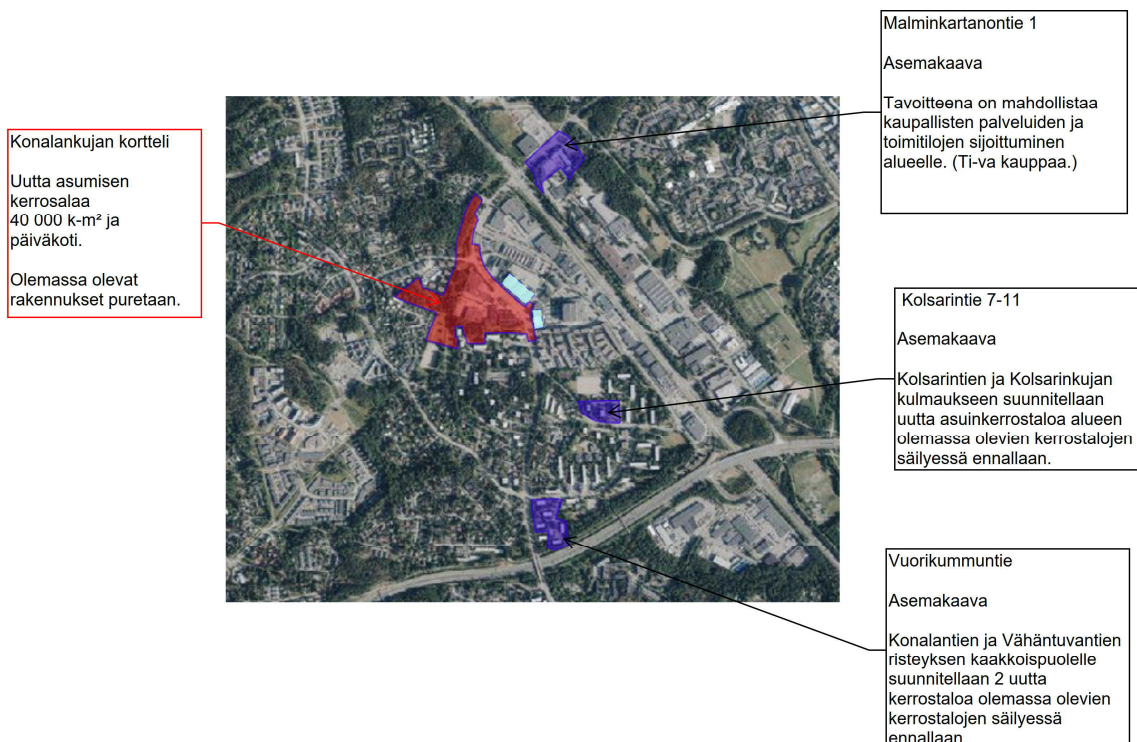 Konalankujan kortteli
Uutta asumisen
kerrosalaa
40 000 k-m² ja
päiväkoti.
Olemassa olevat
rakennukset puretaan.
Malminkartanontie 1
Asemakaava
Tavoitteena on mahdollistaa
kaupallisten palveluiden ja
toimitilojen sijoittuminen
alueelle. (Ti-va kauppaa.)
Kolsarintie 7-11
Asemakaava
Kolsarintien ja Kolsarinkujan
kulmaukseen suunnitellaan
uutta asuinkerrostaloa alueen
olemassa olevien kerrostalojen
säilyessä ennallaan.
Vuorikummuntie
Asemakaava
Konalantien ja Vähäntuvantien
risteyksen kaakkoispuolelle
suunnitellaan 2 uutta
kerrostaloa olemassa olevien
kerrostalojen säilyessä
ennallaan